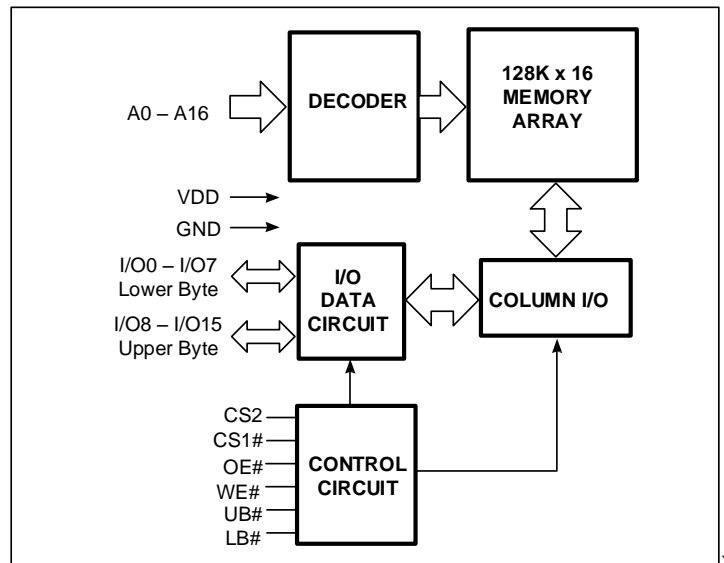 A0 – A16
DECODER
128K x 16
MEMORY
ARRAY
VDD
GND
I/O0 – I/O7
Lower Byte
I/O8 – I/O15
Upper Byte
I/O
DATA
CIRCUIT
COLUMN I/O
CS2
CS1#
OE#
WE#
UB#
LB#
CONTROL
CIRCUIT